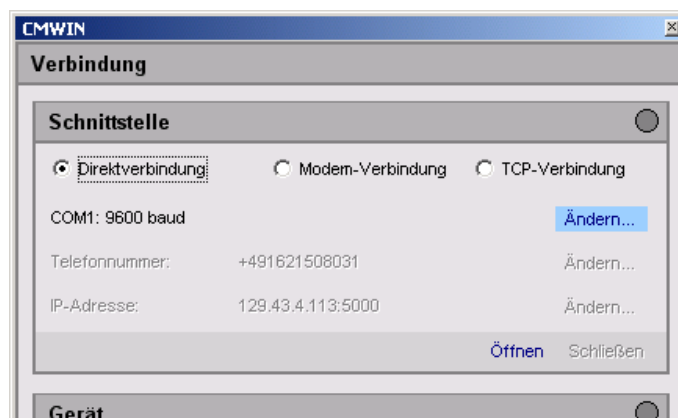 CMWIN
Verbindung
Schnittstelle
Direktverbindung Modem-Verbindung TCP-Verbindung
COM1: 9600 baud Ändern...
Telefonnummer: +491621508031 Ändern...
IP-Adresse: 129.43.4.113:5000 Ändern...
Öffnen Schließen
Gerät